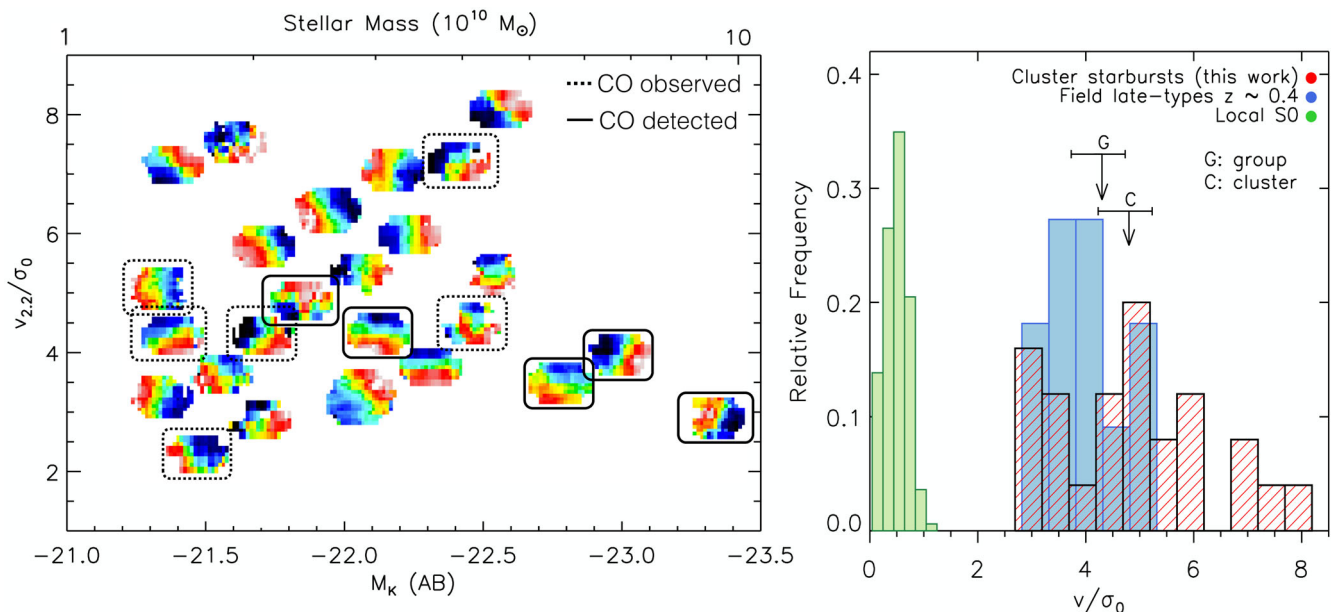 Stellar Mass (10¹⁰ M⊙)
1 10
CO observed
CO detected
8
6
4
2
v₂.₂/σ₀
−21.0 −21.5 −22.0 −22.5 −23.0 −23.5
M_K (AB)
0.4
0.3
0.2
0.1
0.0
Relative Frequency
Cluster starbursts (this work)
Field late−types z ~ 0.4
Local S0
G
G: group
C: cluster
C
0 2 4 6 8
v/σ₀